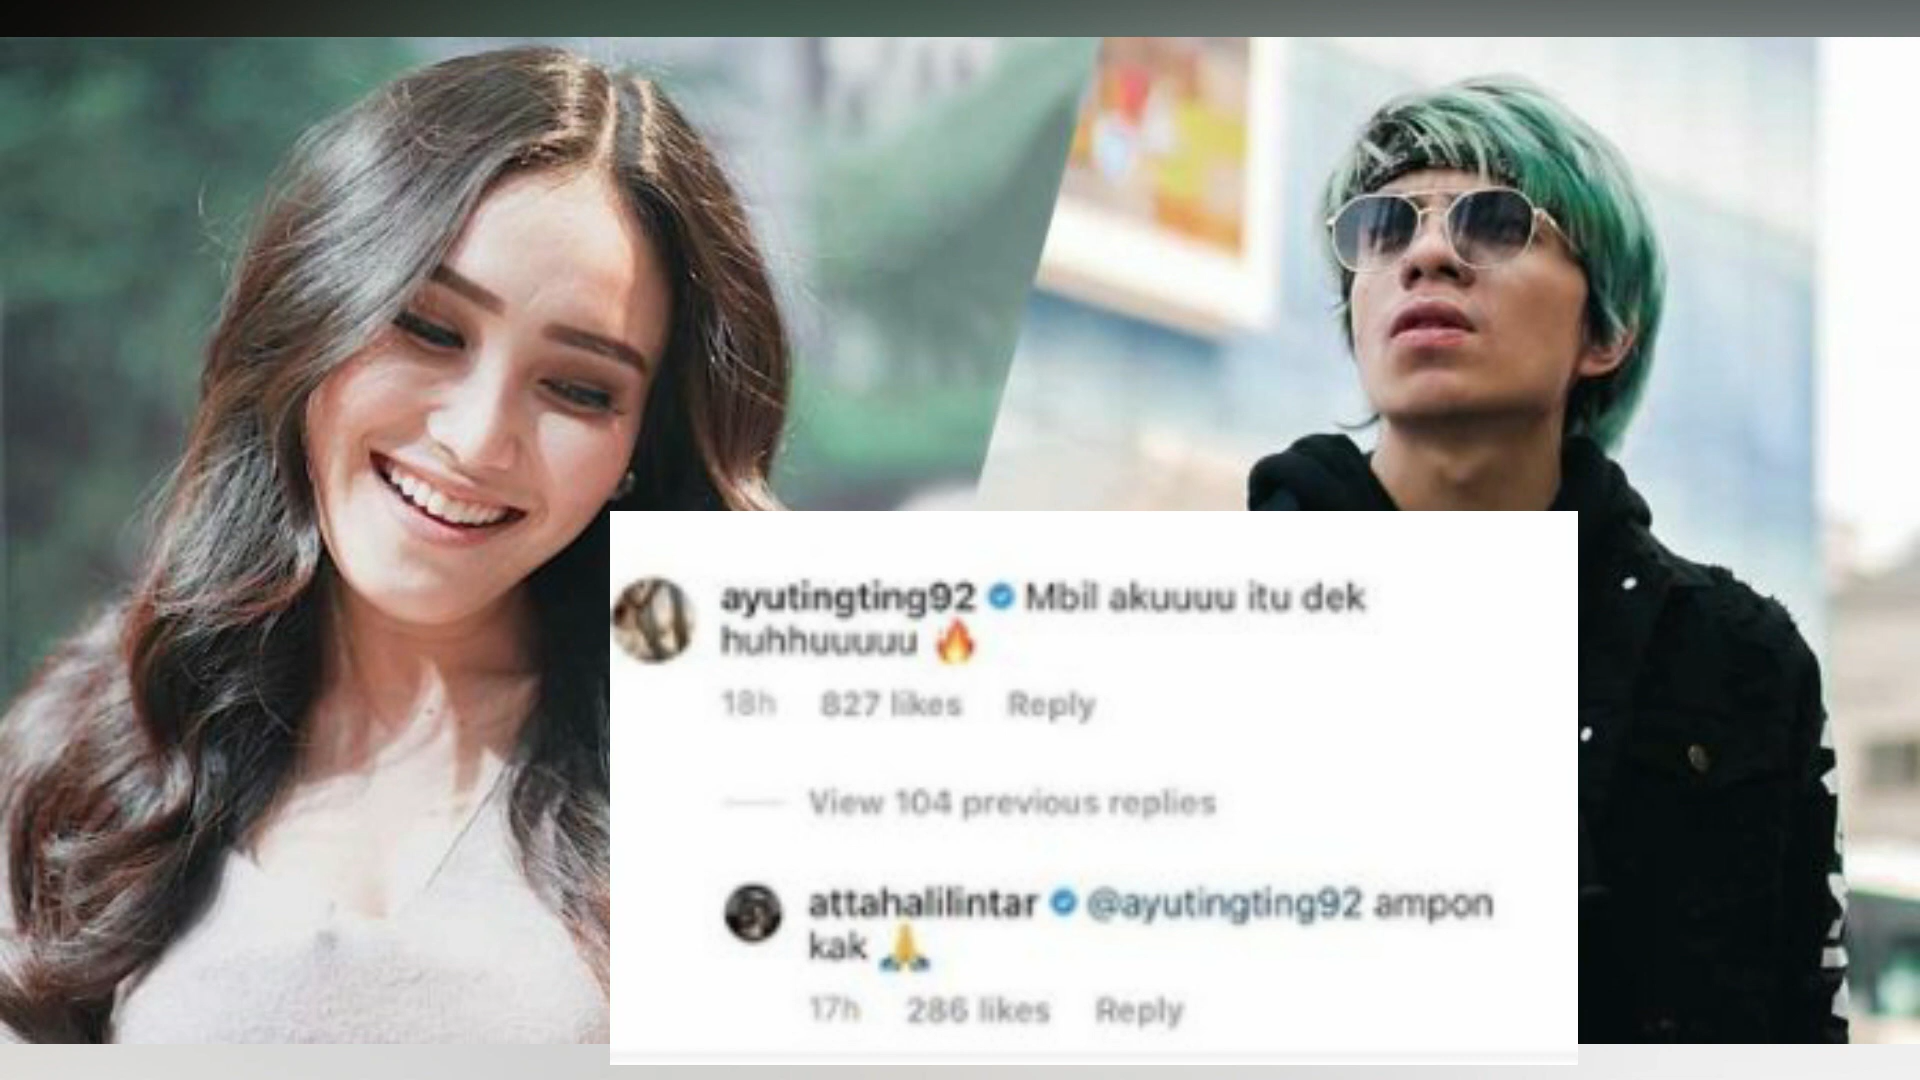 ayutingting92 Mbil akuuuu itu dek
huhhuuuuu 🔥
18h 827 likes Reply
View 104 previous replies
attahalilintar @ayutingting92 ampon
kak 🙏
17h 286 likes Reply